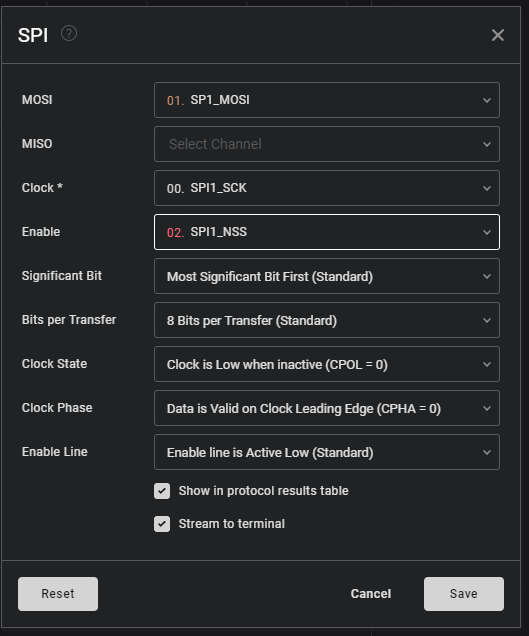 SPI ?
MOSI 01. SP1_MOSI
MISO Select Channel
Clock * 00. SPI1_SCK
Enable 02. SPI1_NSS
Significant Bit Most Significant Bit First (Standard)
Bits per Transfer 8 Bits per Transfer (Standard)
Clock State Clock is Low when inactive (CPOL = 0)
Clock Phase Data is Valid on Clock Leading Edge (CPHA = 0)
Enable Line Enable line is Active Low (Standard)
Show in protocol results table
Stream to terminal
Reset Cancel Save